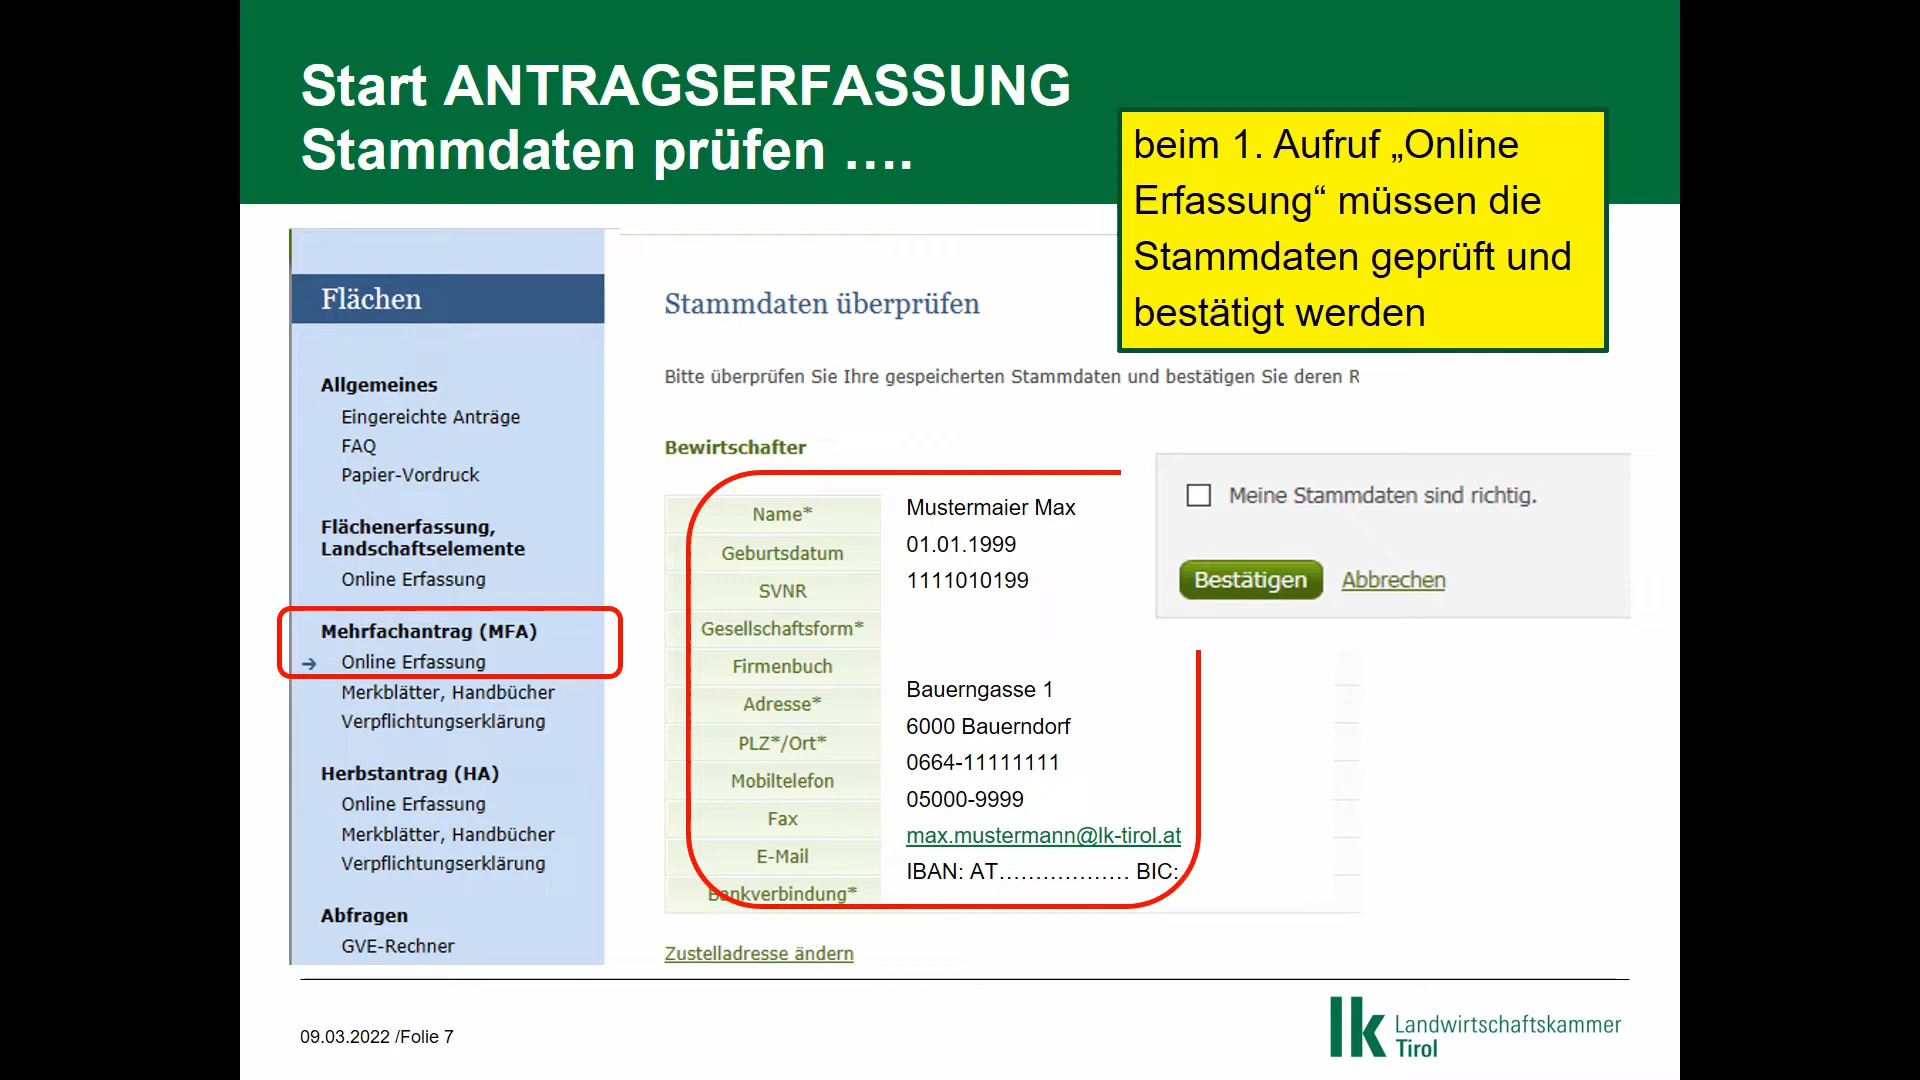 Start ANTRAGSERFASSUNG
Stammdaten prüfen ....
beim 1. Aufruf „Online
Erfassung“ müssen die
Stammdaten geprüft und
bestätigt werden
Flächen
Allgemeines
Eingereichte Anträge
FAQ
Papier-Vordruck
Flächenerfassung,
Landschaftselemente
Online Erfassung
Mehrfachantrag (MFA)
→ Online Erfassung
Merkblätter, Handbücher
Verpflichtungserklärung
Herbstantrag (HA)
Online Erfassung
Merkblätter, Handbücher
Verpflichtungserklärung
Abfragen
GVE-Rechner
Stammdaten überprüfen
Bitte überprüfen Sie Ihre gespeicherten Stammdaten und bestätigen Sie deren R
Bewirtschafter
Name*
Geburtsdatum
SVNR
Gesellschaftsform*
Firmenbuch
Adresse*
PLZ*/Ort*
Mobiltelefon
Fax
E-Mail
Bankverbindung*
Mustermaier Max
01.01.1999
1111010199
Bauerngasse 1
6000 Bauerndorf
0664-11111111
05000-9999
max.mustermann@lk-tirol.at
IBAN: AT.................. BIC:
Zustelladresse ändern
Meine Stammdaten sind richtig.
Bestätigen Abbrechen
09.03.2022 /Folie 7
lk Landwirtschaftskammer
Tirol